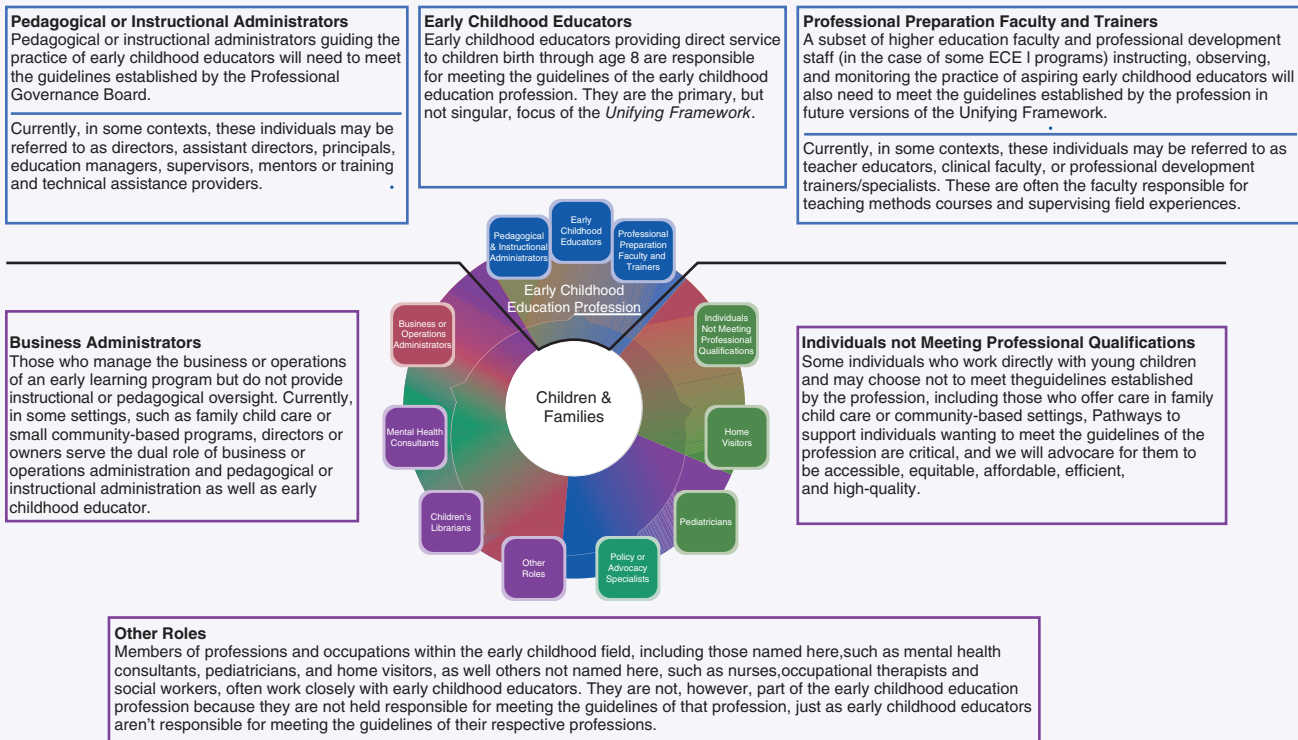 Pedagogical or Instructional Administrators
Pedagogical or instructional administrators guiding the
practice of early childhood educators will need to meet
the guidelines established by the Professional
Governance Board.
Currently, in some contexts, these individuals may be
referred to as directors, assistant directors, principals,
education managers, supervisors, mentors or training
and technical assistance providers.
Early Childhood Educators
Early childhood educators providing direct service
to children birth through age 8 are responsible
for meeting the guidelines of the early childhood
education profession. They are the primary, but
not singular, focus of the Unifying Framework.
Professional Preparation Faculty and Trainers
A subset of higher education faculty and professional development
staff (in the case of some ECE I programs) instructing, observing,
and monitoring the practice of aspiring early childhood educators will
also need to meet the guidelines established by the profession in
future versions of the Unifying Framework.
Currently, in some contexts, these individuals may be referred to as
teacher educators, clinical faculty, or professional development
trainers/specialists. These are often the faculty responsible for
teaching methods courses and supervising field experiences.
Pedagogical
& Instructional
Administrators
Early
Childhood
Educators
Professional
Preparation
Faculty and
Trainers
Early Childhood
Education Profession
Business or
Operations
Administrators
Individuals
Not Meeting
Professional
Qualifications
Children &
Families
Mental Health
Consultants
Home
Visitors
Children's
Librarians
Pediatricians
Other
Roles
Policy or
Advocacy
Specialists
Business Administrators
Those who manage the business or operations
of an early learning program but do not provide
instructional or pedagogical oversight. Currently,
in some settings, such as family child care or
small community-based programs, directors or
owners serve the dual role of business or
operations administration and pedagogical or
instructional administration as well as early
childhood educator.
Individuals not Meeting Professional Qualifications
Some individuals who work directly with young children
and may choose not to meet theguidelines established
by the profession, including those who offer care in family
child care or community-based settings, Pathways to
support individuals wanting to meet the guidelines of the
profession are critical, and we will advocare for them to
be accessible, equitable, affordable, efficient,
and high-quality.
Other Roles
Members of professions and occupations within the early childhood field, including those named here,such as mental health
consultants, pediatricians, and home visitors, as well others not named here, such as nurses,occupational therapists and
social workers, often work closely with early childhood educators. They are not, however, part of the early childhood education
profession because they are not held responsible for meeting the guidelines of that profession, just as early childhood educators
aren't responsible for meeting the guidelines of their respective professions.